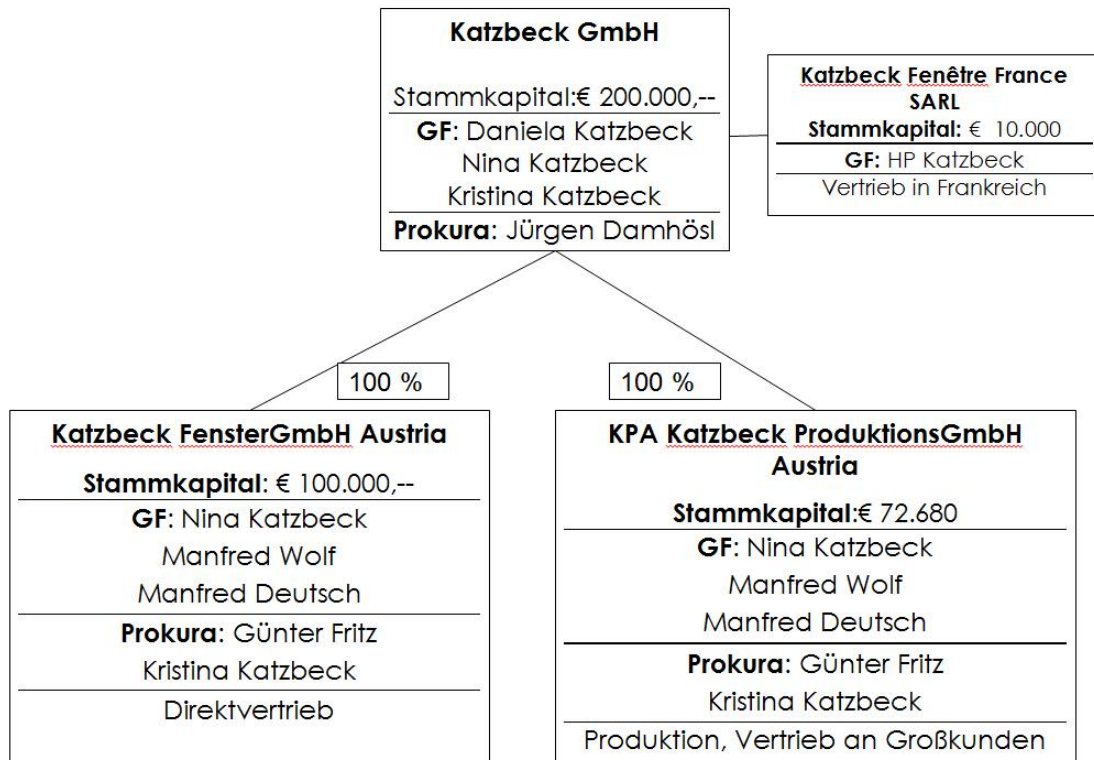 Katzbeck GmbH
Stammkapital:€ 200.000,--
GF: Daniela Katzbeck
Nina Katzbeck
Kristina Katzbeck
Prokura: Jürgen Damhösl
Katzbeck Fenêtre France
SARL
Stammkapital: € 10.000
GF: HP Katzbeck
Vertrieb in Frankreich
100 %
100 %
Katzbeck FensterGmbH Austria
Stammkapital: € 100.000,--
GF: Nina Katzbeck
Manfred Wolf
Manfred Deutsch
Prokura: Günter Fritz
Kristina Katzbeck
Direktvertrieb
KPA Katzbeck ProduktionsGmbH
Austria
Stammkapital:€ 72.680
GF: Nina Katzbeck
Manfred Wolf
Manfred Deutsch
Prokura: Günter Fritz
Kristina Katzbeck
Produktion, Vertrieb an Großkunden